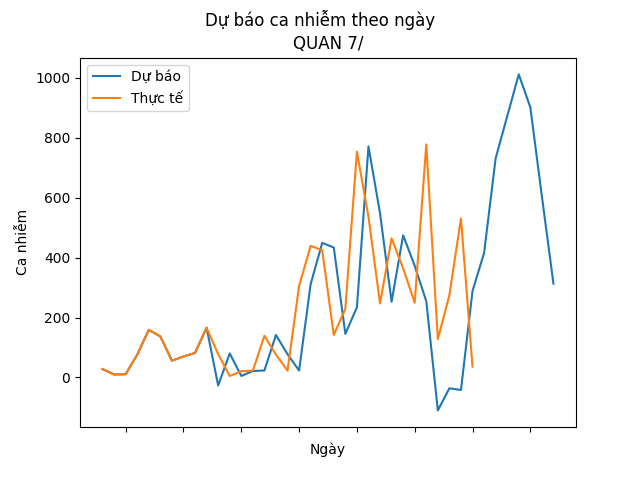 Dự báo ca nhiễm theo ngày
QUAN 7/
Dự báo
Thực tế
1000
800
600
400
200
0
Ca nhiễm
Ngày